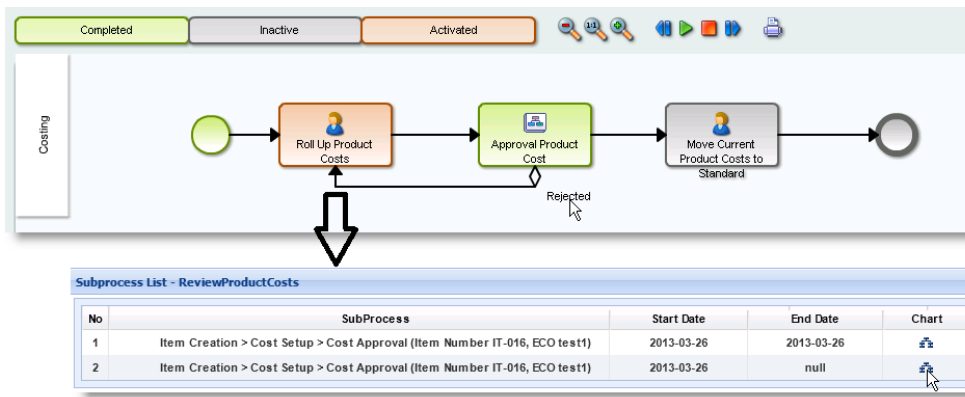 Completed Inactive Activated
1:1
Costing
Roll Up Product
Costs
Approval Product
Cost
Move Current
Product Costs to
Standard
Rejected
Subprocess List - ReviewProductCosts
No SubProcess Start Date End Date Chart
1 Item Creation > Cost Setup > Cost Approval (Item Number IT-016, ECO test1) 2013-03-26 2013-03-26
2 Item Creation > Cost Setup > Cost Approval (Item Number IT-016, ECO test1) 2013-03-26 null